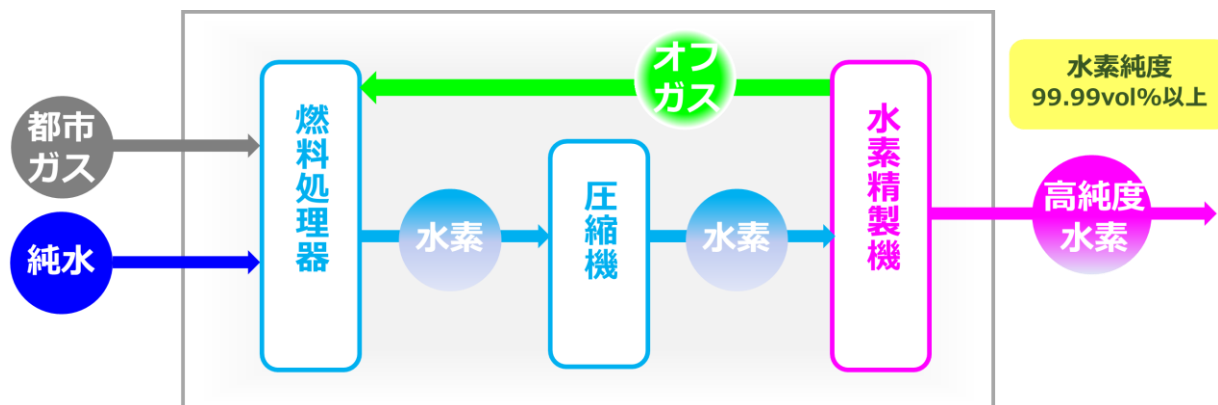 都市
ガス
純水
燃料処理器
水素
圧縮機
水素
オフ
ガス
水素精製機
水素純度
99.99vol%以上
高純度
水素